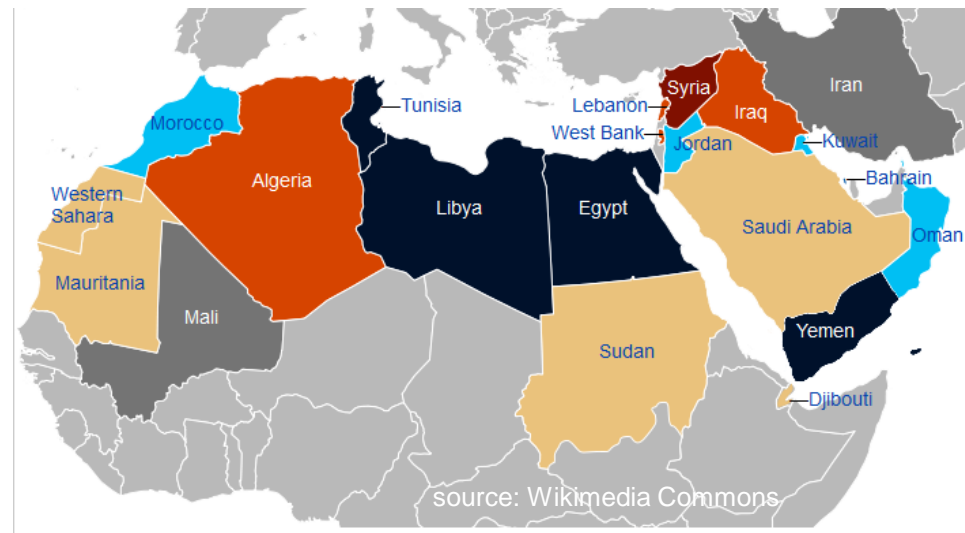 Tunisia
Lebanon
Syria
Iraq
Iran
Morocco
West Bank
Jordan
Kuwait
Algeria
Bahrain
Western
Sahara
Libya
Egypt
Saudi Arabia
Oman
Mauritania
Mali
Yemen
Sudan
Djibouti
source: Wikimedia Commons